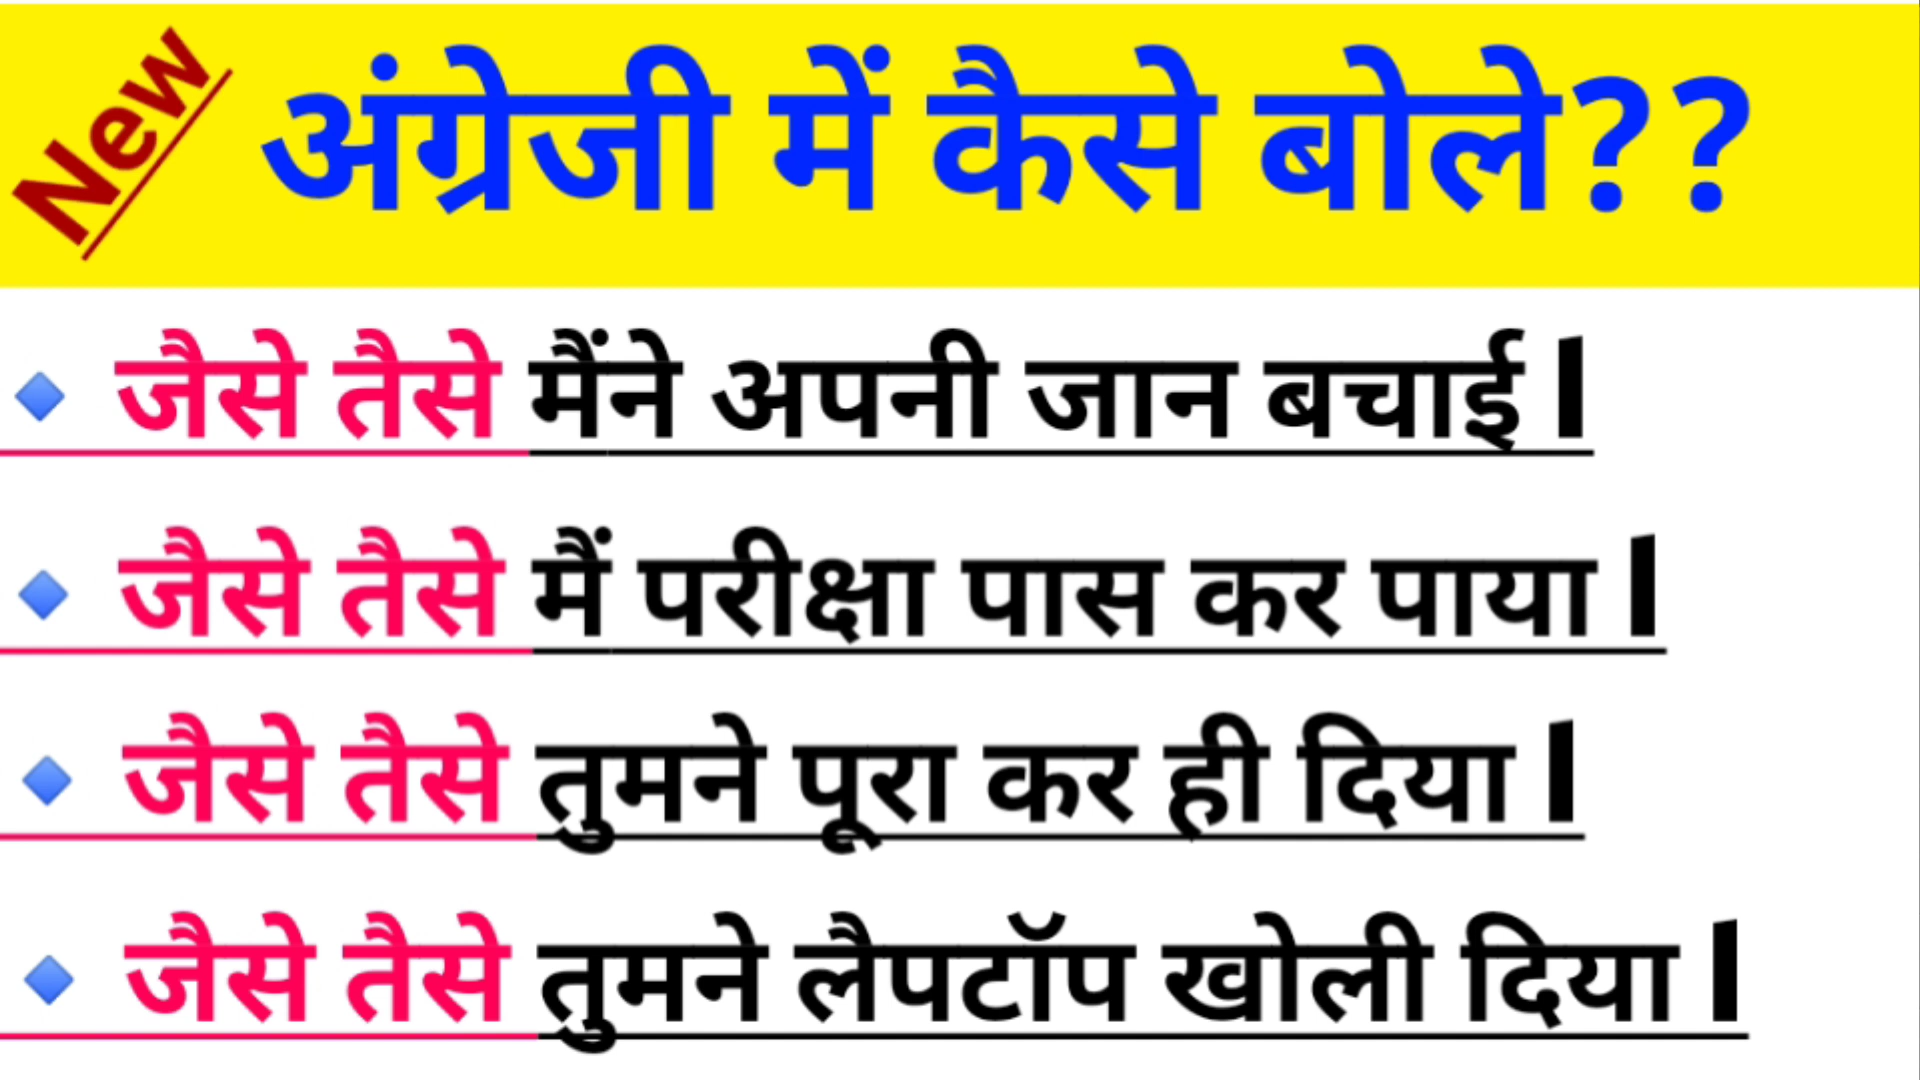 New
अंग्रेजी में कैसे बोले??
जैसे तैसे मैंने अपनी जान बचाई।
जैसे तैसे मैं परीक्षा पास कर पाया।
जैसे तैसे तुमने पूरा कर ही दिया।
जैसे तैसे तुमने लैपटॉप खोली दिया।